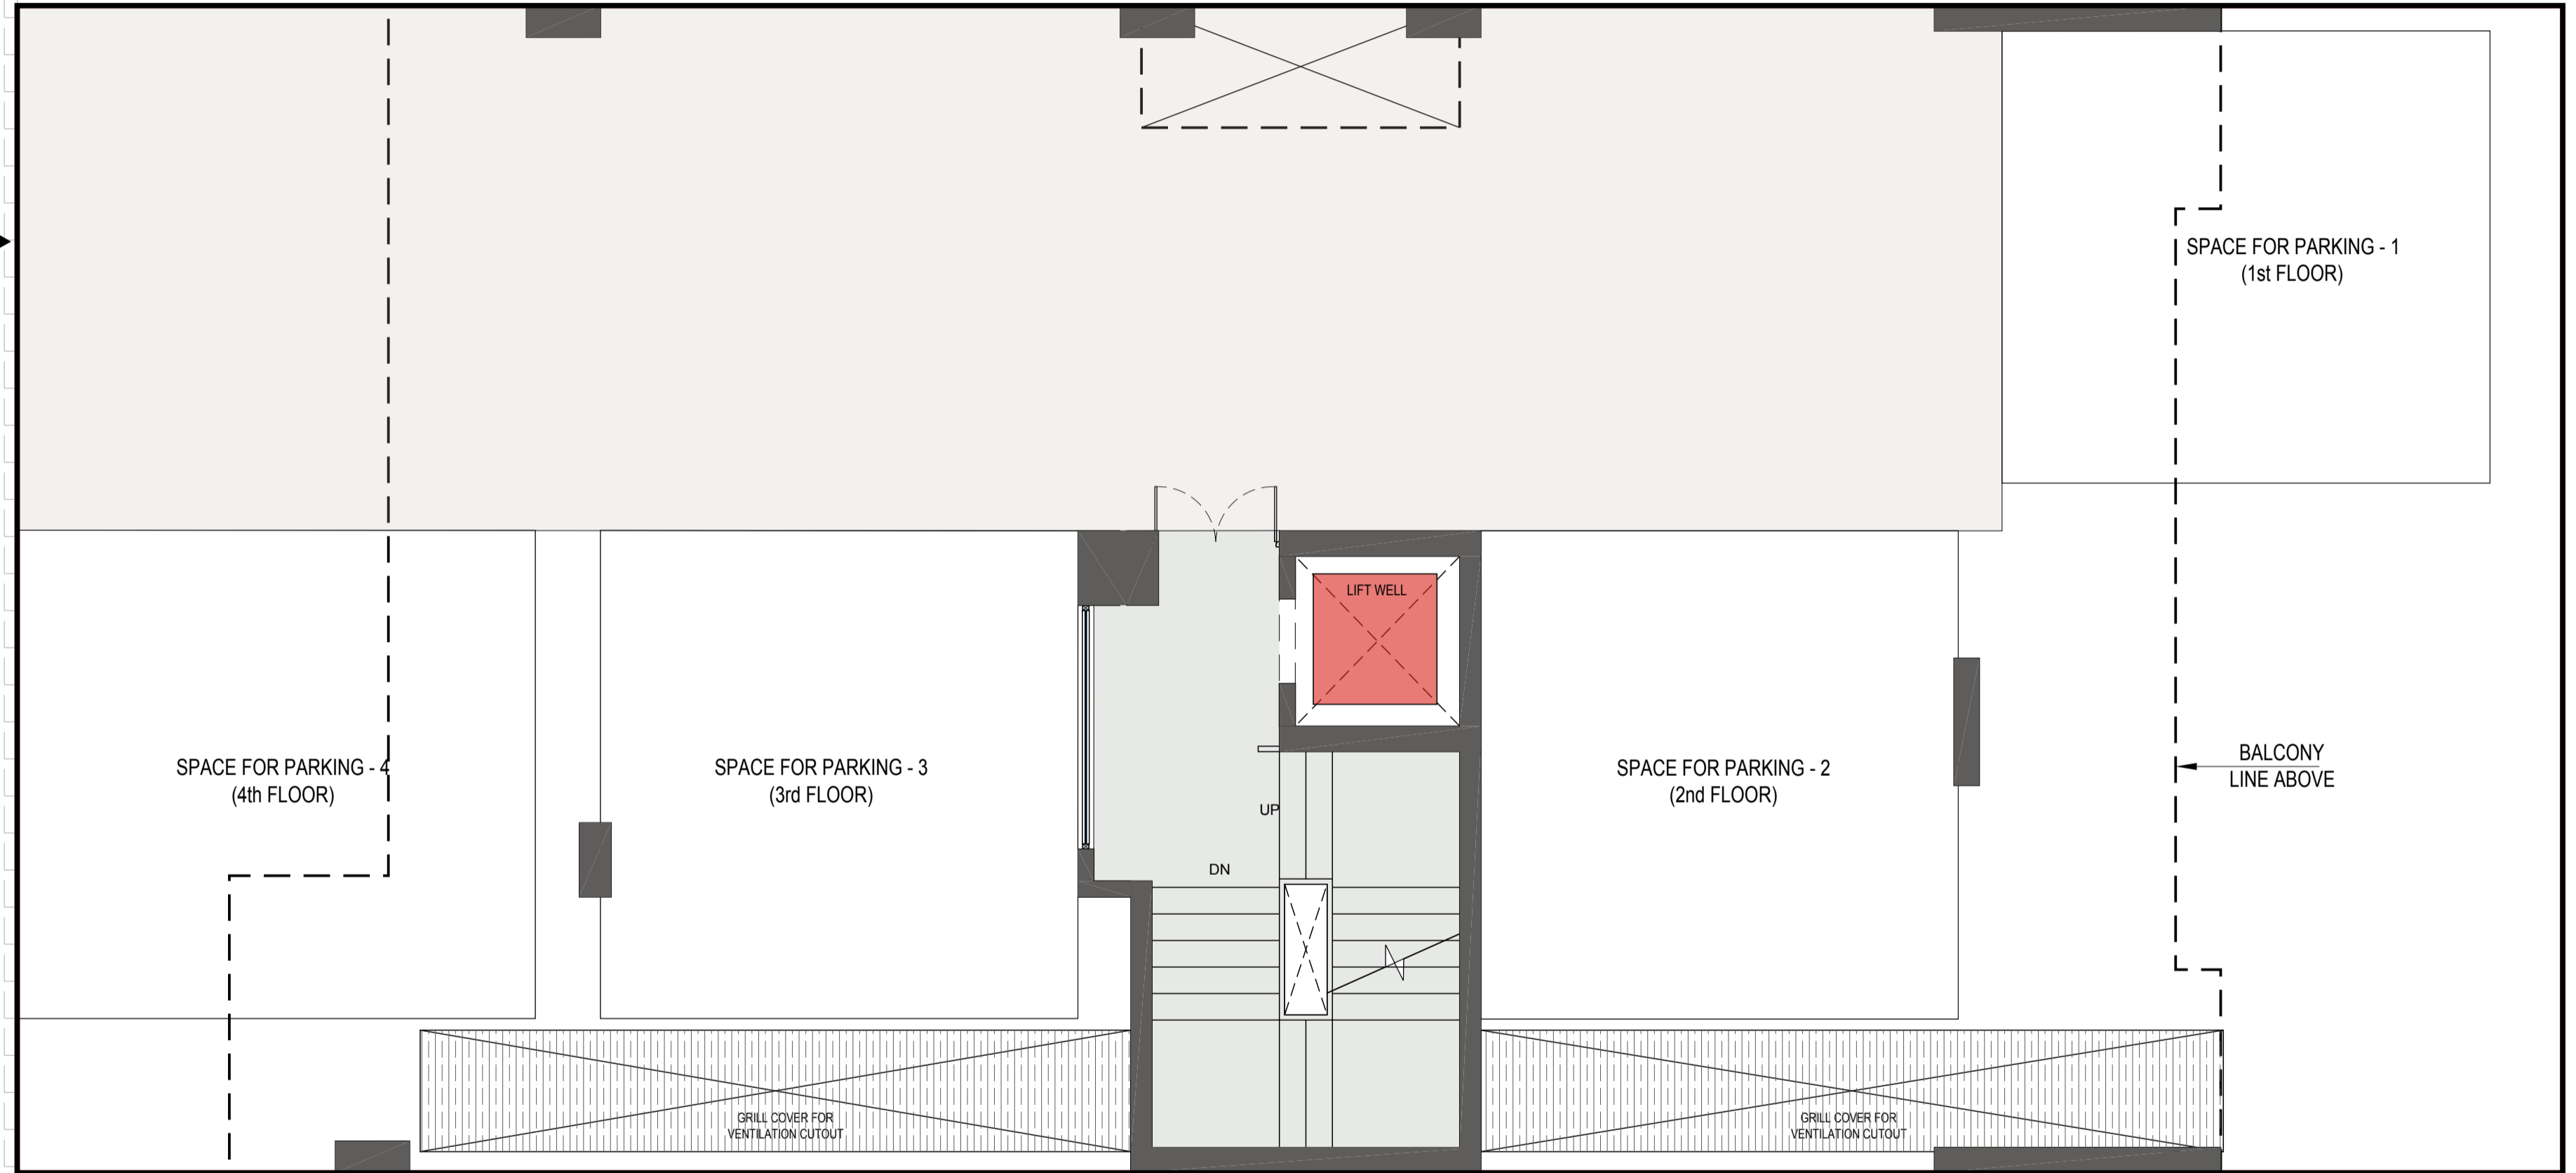 SPACE FOR PARKING - 1
(1st FLOOR)
LIFT WELL
SPACE FOR PARKING - 4
(4th FLOOR)
SPACE FOR PARKING - 3
(3rd FLOOR)
SPACE FOR PARKING - 2
(2nd FLOOR)
BALCONY
LINE ABOVE
UP
DN
GRILL COVER FOR
VENTILATION CUTOUT
GRILL COVER FOR
VENTILATION CUTOUT